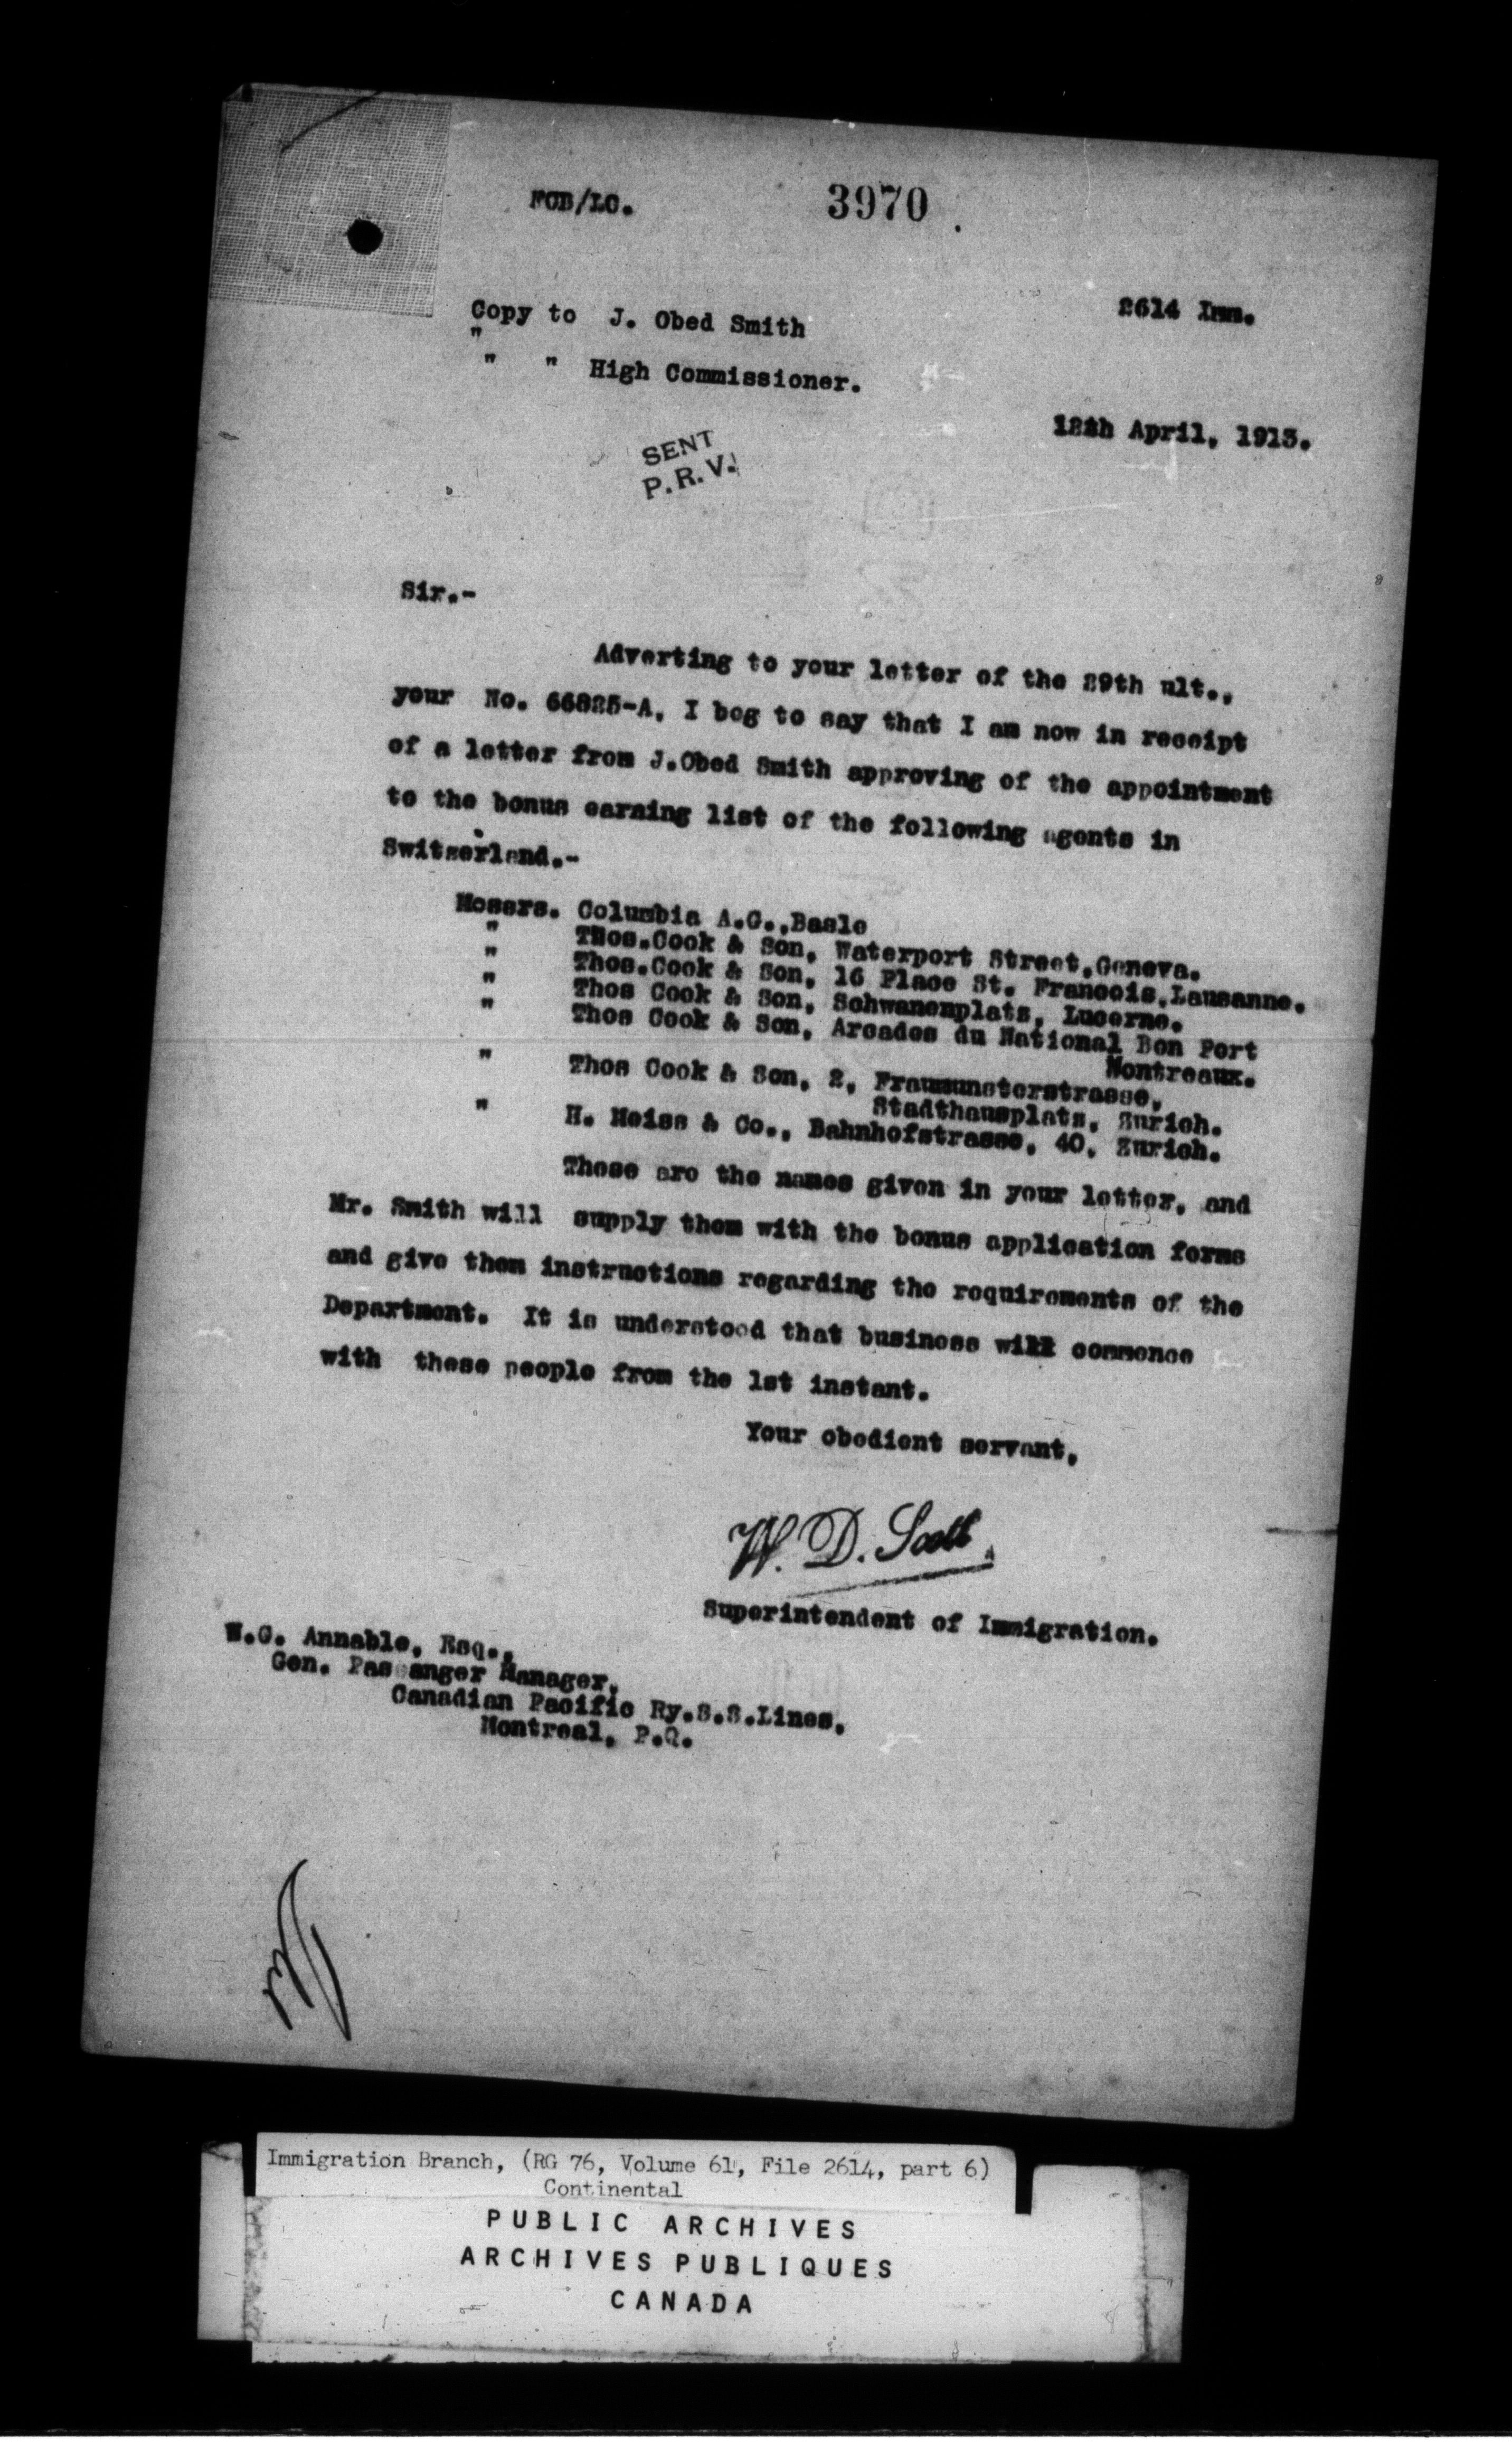 FCB/LC.
3970
2614 Imm.
Copy to J. Obed Smith
"
" " High Commissioner.
12th April, 1913.
SENT
P.R.V.
Sir.-
Adverting to your letter of the 29th ult.,
your No. 66825-A, I beg to say that I am now in receipt
of a letter from J.Obed Smith approving of the appointment
to the bonus earning list of the following agents in
Switzerland.-
Messrs. Columbia A.G.,Basle
" Thos.Cook & Son, Waterport Street,Geneva.
" Thos.Cook & Son, 16 Place St. Francois,Lausanne.
" Thos Cook & Son, Schwanenplats, Lucerne.
" Thos Cook & Son, Arcades du National Bon Port
Montreaux.
" Thos Cook & Son, 2, Fraumunsterstrasse,
Stadthausplats, Zurich.
" H. Meiss & Co., Bahnhofstrasse, 40, Zurich.
These are the names given in your letter, and
Mr. Smith will supply them with the bonus application forms
and give them instructions regarding the requirements of the
Department. It is understood that business will commence
with these people from the 1st instant.
Your obedient servant,
W. D. Scott
Superintendent of Immigration.
W.G. Annable, Esq.,
Gen. Passanger Manager,
Canadian Pacific Ry.S.S.Lines,
Montreal, P.Q.
Immigration Branch, (RG 76, Volume 61, File 2614, part 6)
Continental
PUBLIC ARCHIVES
ARCHIVES PUBLIQUES
CANADA